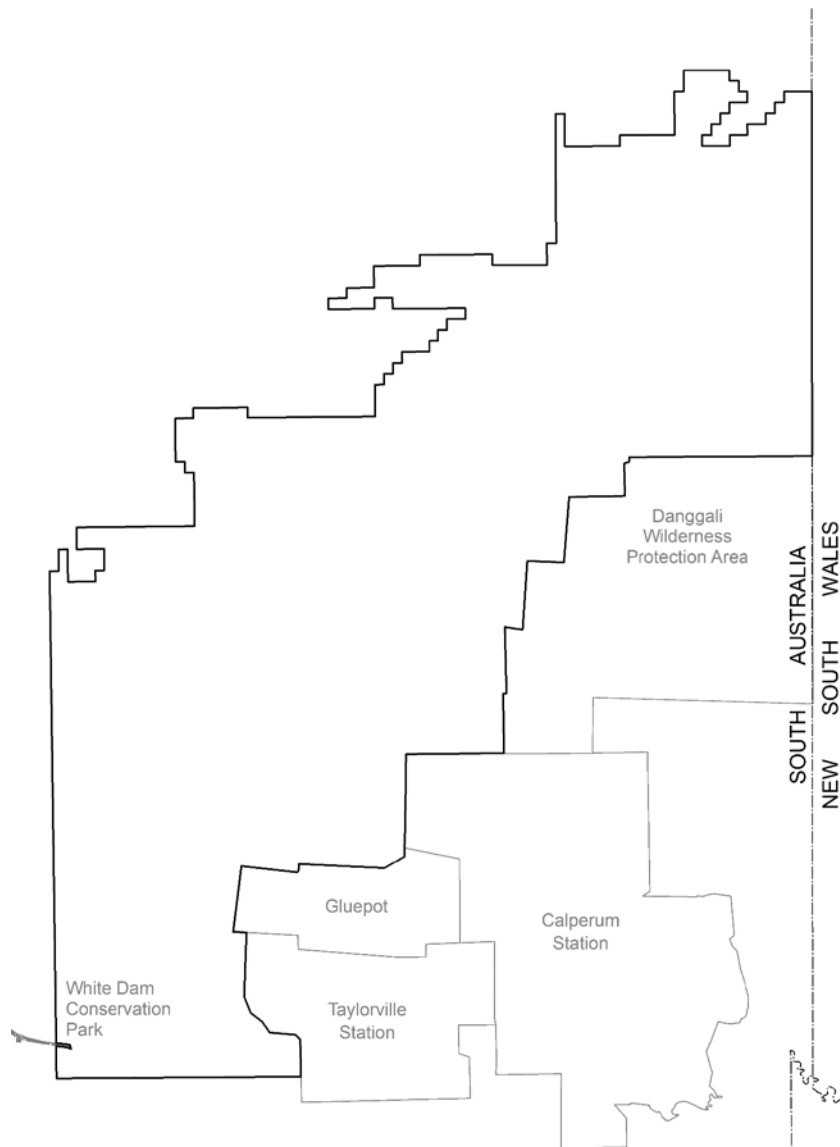 Danggali
Wilderness
Protection Area
SOUTH AUSTRALIA
NEW SOUTH WALES
Gluepot
Calperum
Station
White Dam
Conservation
Park
Taylorville
Station